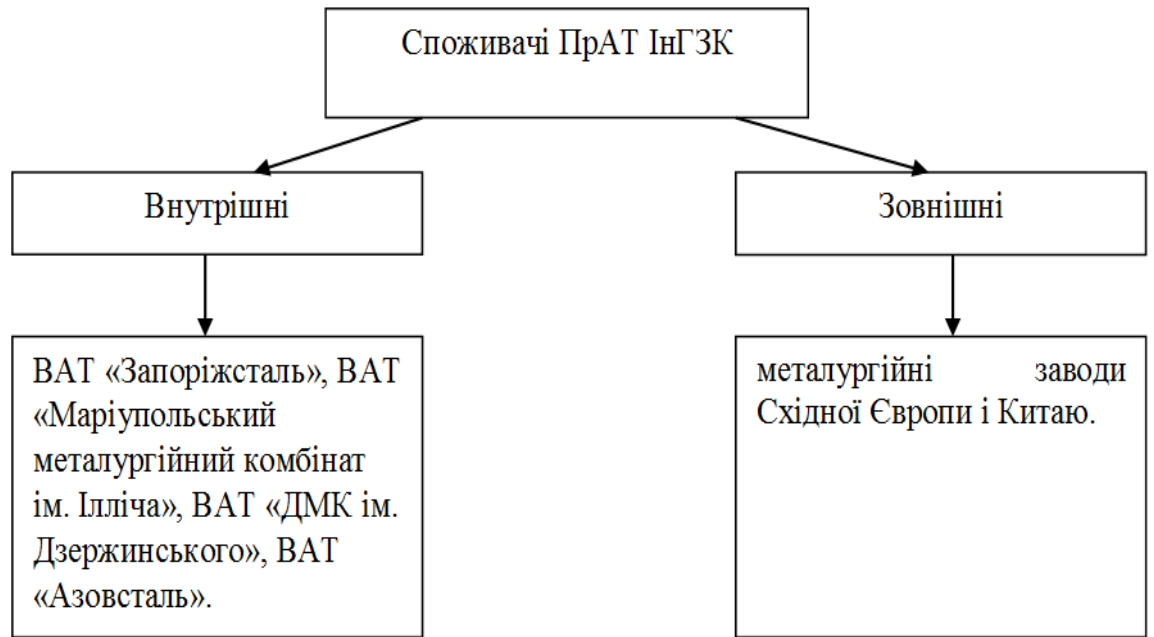 Споживачі ПрАТ ІнГЗК
Внутрішні
Зовнішні
ВАТ «Запоріжсталь», ВАТ
«Маріупольський
металургійний комбінат
ім. Ілліча», ВАТ «ДМК ім.
Дзержинського», ВАТ
«Азовсталь».
металургійні заводи
Східної Європи і Китаю.